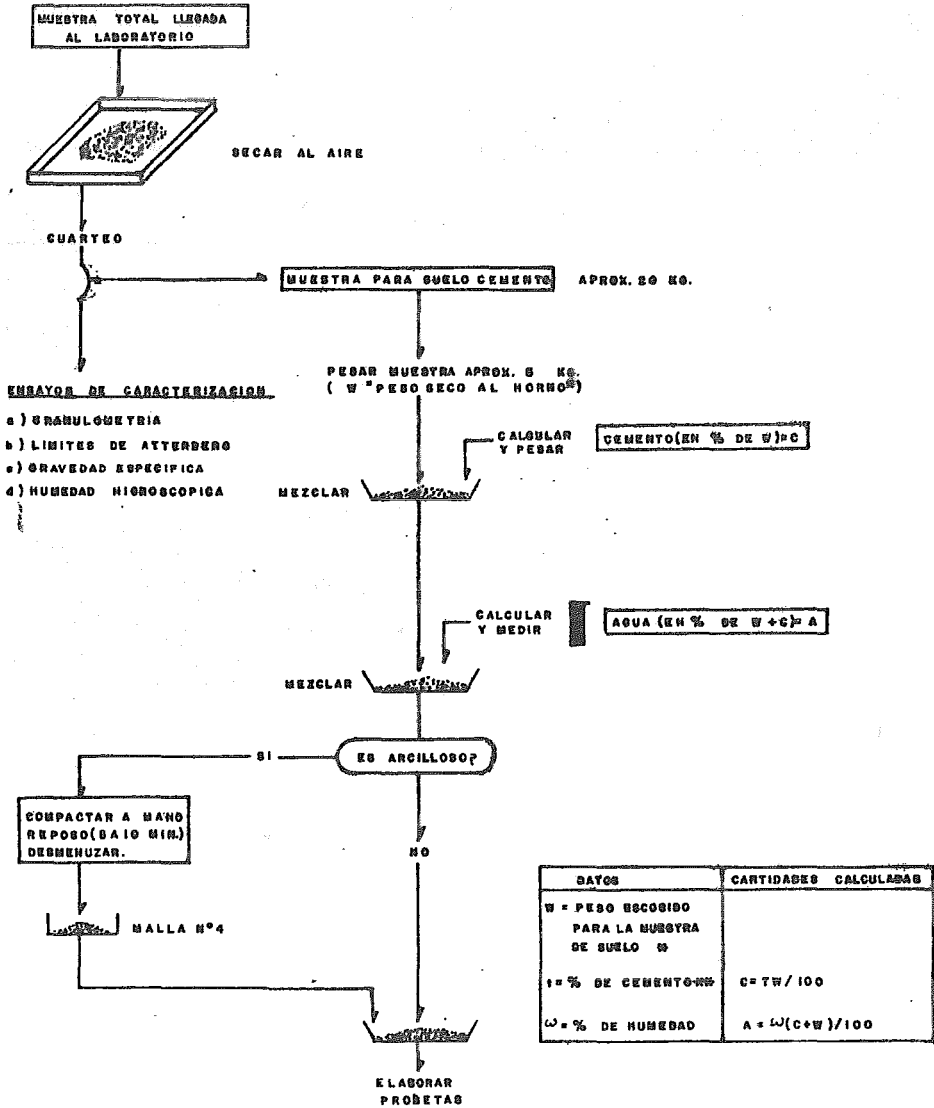 MUESTRA TOTAL LLEGADA
AL LABORATORIO
SECAR AL AIRE
CUARTEO
MUESTRA PARA SUELO CEMENTO
APROX. 20 KG.
ENSAYOS DE CARACTERIZACION
a) GRANULOMETRIA
b) LIMITES DE ATTERBERG
c) GRAVEDAD ESPECIFICA
d) HUMEDAD HIGROSCOPICA
PESAR MUESTRA APROX. 5 KG.
( W = PESO SECO AL HORNO*)
CALCULAR
Y PESAR
CEMENTO(EN % DE W)=C
MEZCLAR
CALCULAR
Y MEDIR
AGUA (EN % DE W+C)= A
MEZCLAR
ES ARCILLOSO?
SI
COMPACTAR A MANO
REPOSO(5 A 10 MIN.)
DESMENUZAR.
NO
MALLA N°4
ELABORAR
PROBETAS
DATOS
CANTIDADES CALCULADAS
W = PESO ESCOGIDO
PARA LA MUESTRA
DE SUELO *
t= % DE CEMENTO**
C= TW/100
ω= % DE HUMEDAD
A = ω(C+W)/100